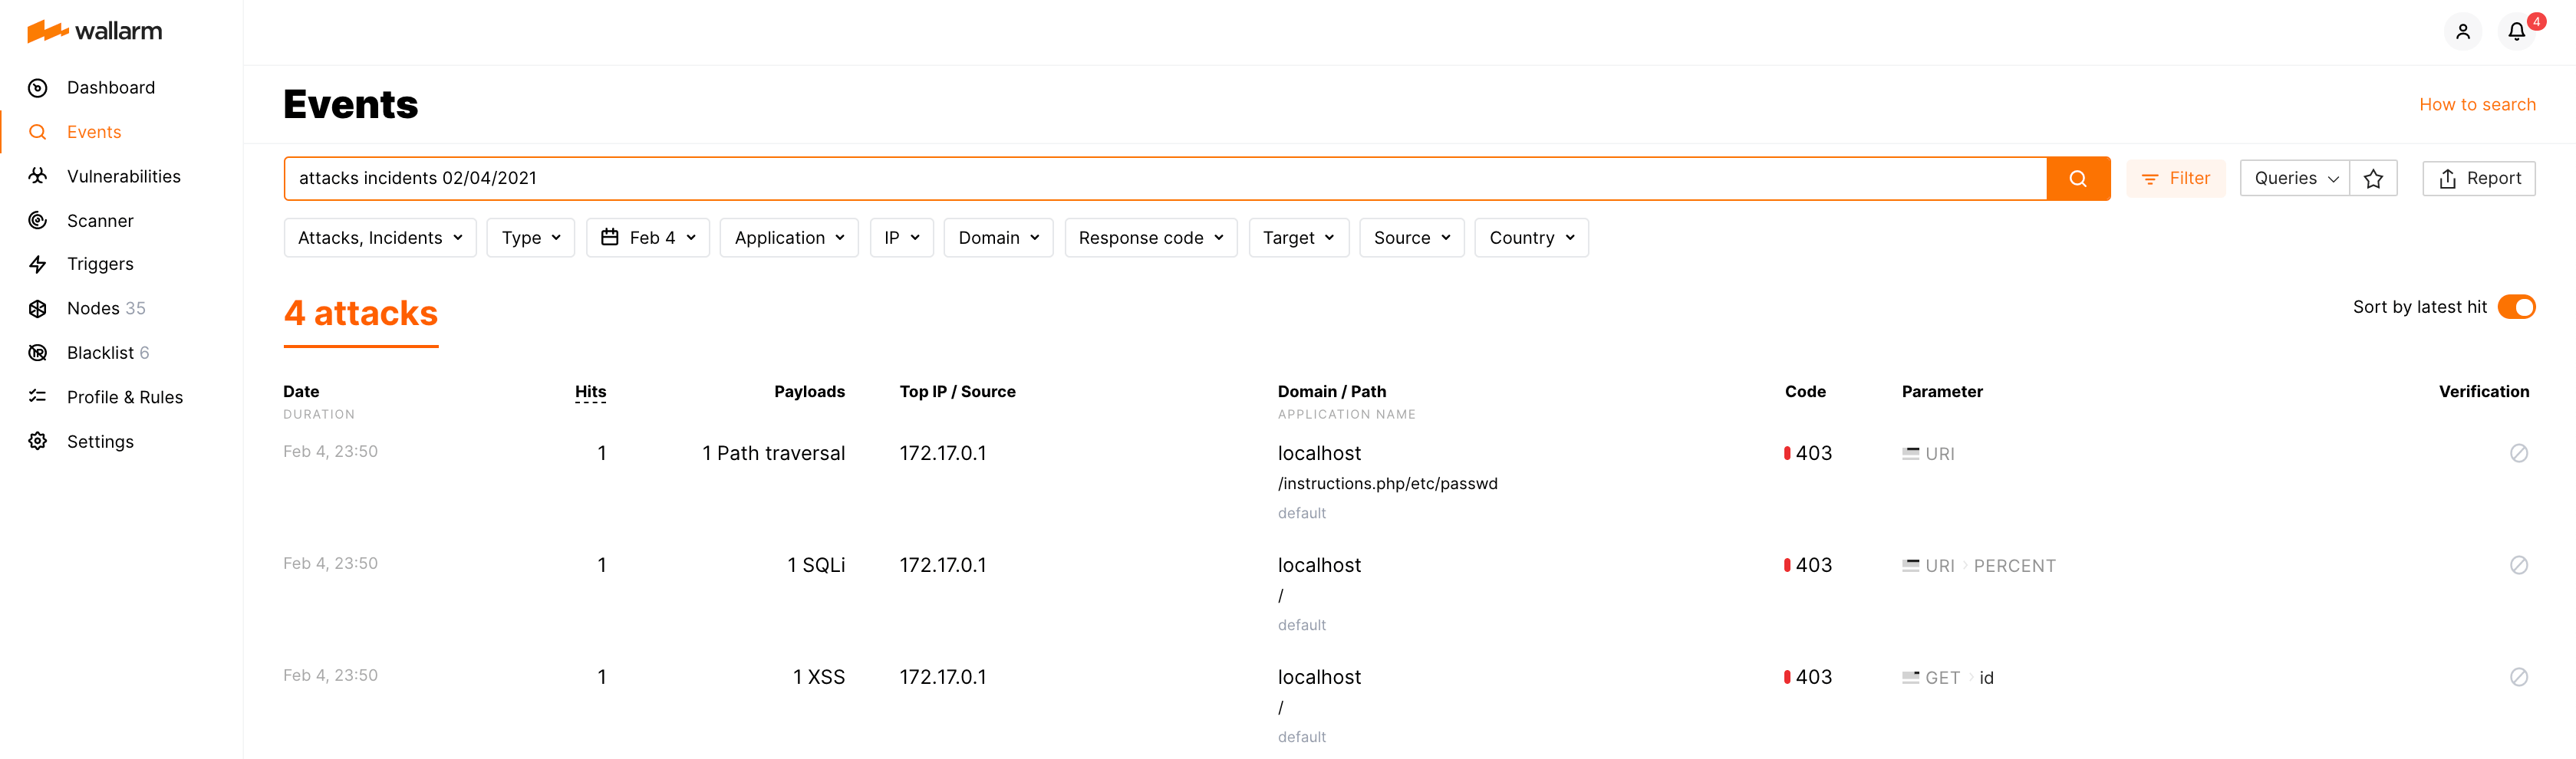 wallarm
4
Dashboard
Events
Vulnerabilities
Scanner
Triggers
Nodes 35
Blacklist 6
Profile & Rules
Settings
Events
How to search
attacks incidents 02/04/2021
Filter
Queries
Report
Attacks, Incidents
Type
Feb 4
Application
IP
Domain
Response code
Target
Source
Country
4 attacks
Sort by latest hit
Date Hits Payloads Top IP / Source Domain / Path Code Parameter Verification
DURATION APPLICATION NAME
Feb 4, 23:50 1 1 Path traversal 172.17.0.1 localhost 403 URI
/instructions.php/etc/passwd
default
Feb 4, 23:50 1 1 SQLi 172.17.0.1 localhost 403 URI › PERCENT
/
default
Feb 4, 23:50 1 1 XSS 172.17.0.1 localhost 403 GET › id
/
default